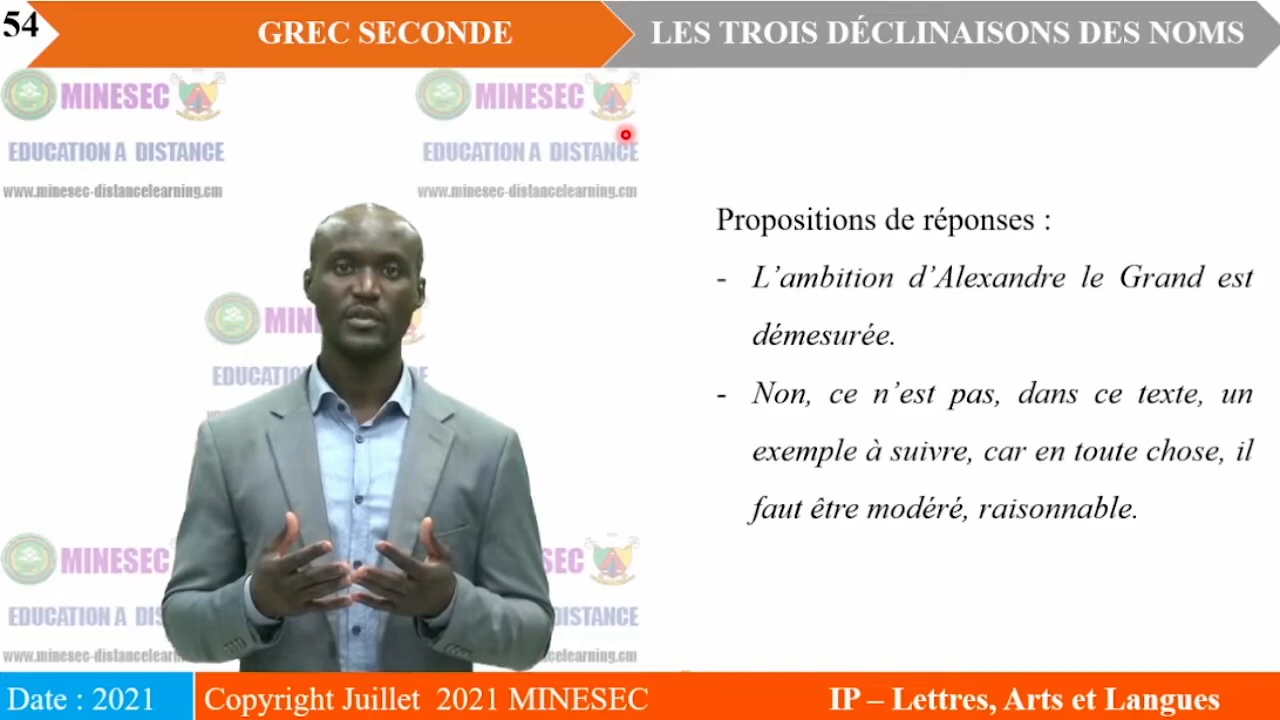 54
GREC SECONDE
LES TROIS DÉCLINAISONS DES NOMS
MINESEC
EDUCATION A DISTANCE
www.minesec-distancelearning.cm
MINESEC
EDUCATION A DISTANCE
www.minesec-distancelearning.cm
Propositions de réponses :
- L’ambition d’Alexandre le Grand est
démesurée.
- Non, ce n’est pas, dans ce texte, un
exemple à suivre, car en toute chose, il
faut être modéré, raisonnable.
MINESEC
www.minesec-distancelearn
Date : 2021
Copyright Juillet 2021 MINESEC
IP – Lettres, Arts et Langues